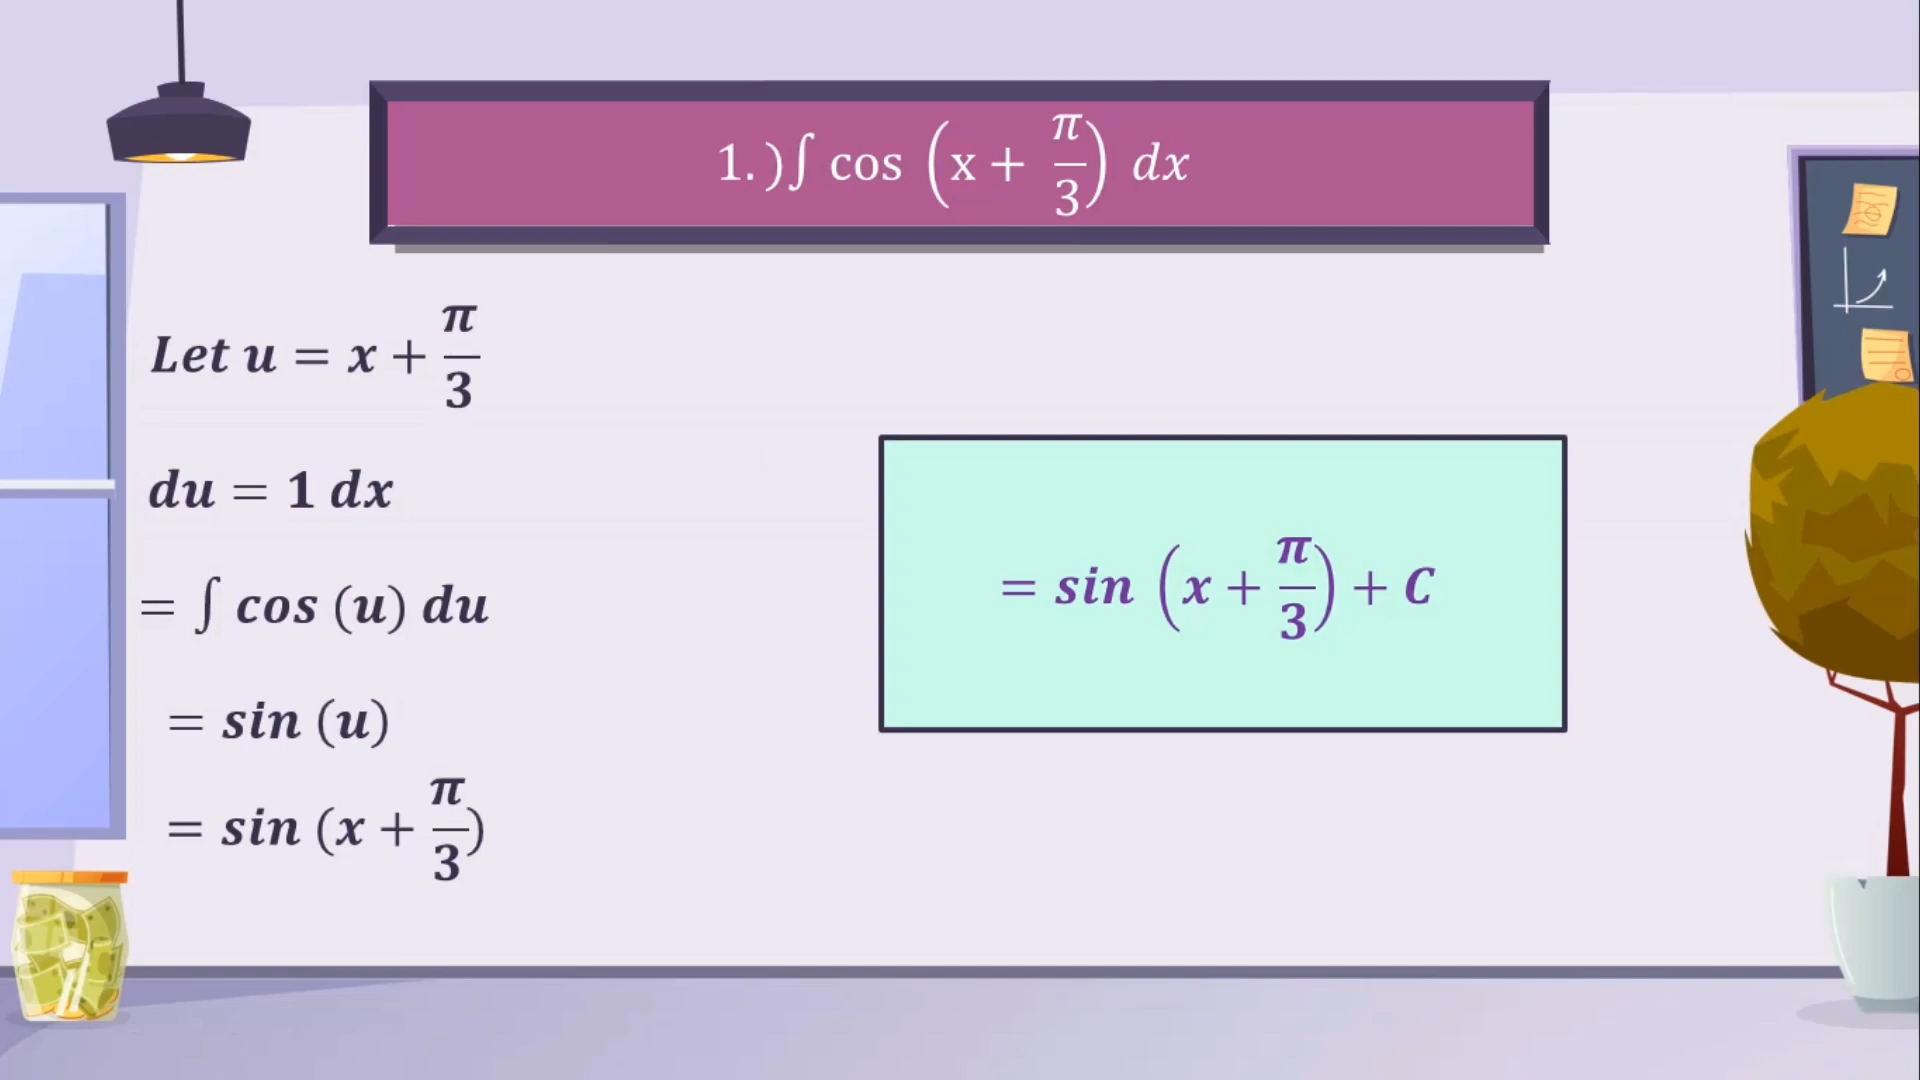 1. )∫ cos (x + π/3) dx
Let u = x + π/3
du = 1 dx
= ∫ cos (u) du
= sin (u)
= sin (x + π/3)
= sin (x + π/3) + C